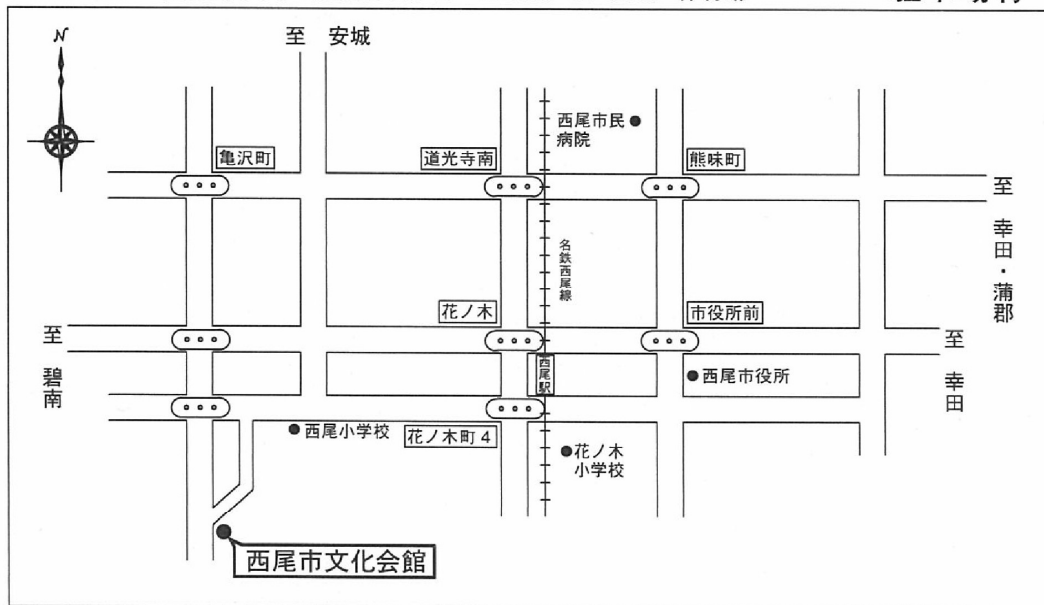 N
至 安城
西尾市民
病院
亀沢町
道光寺南
熊味町
至 幸田・蒲郡
名鉄西尾線
花ノ木
市役所前
至 碧南
至 幸田
西尾駅
西尾市役所
西尾小学校
花ノ木町4
花ノ木
小学校
西尾市文化会館